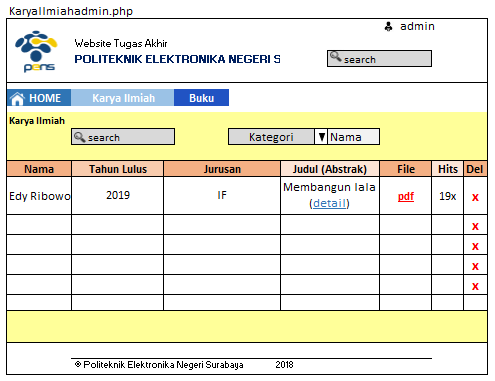 KaryaIlmiahadmin.php
admin
Website Tugas Akhir
POLITEKNIK ELEKTRONIKA NEGERI S
search
pens
HOME Karya Ilmiah Buku
Karya Ilmiah
search Kategori Nama
Nama Tahun Lulus Jurusan Judul (Abstrak) File Hits Del
Edy Ribowo 2019 IF Membangun lala (detail) pdf 19x x
x
x
x
x
® Politeknik Elektronika Negeri Surabaya 2018